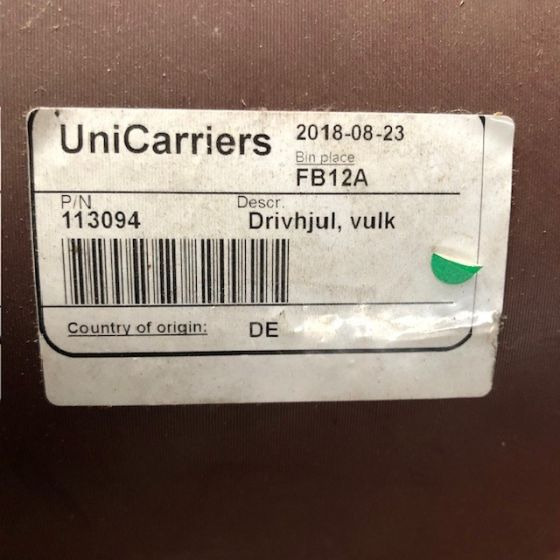 UniCarriers
2018-08-23
Bin place
FB12A
P/N
113094
Descr.
Drivhjul, vulk
Country of origin: DE